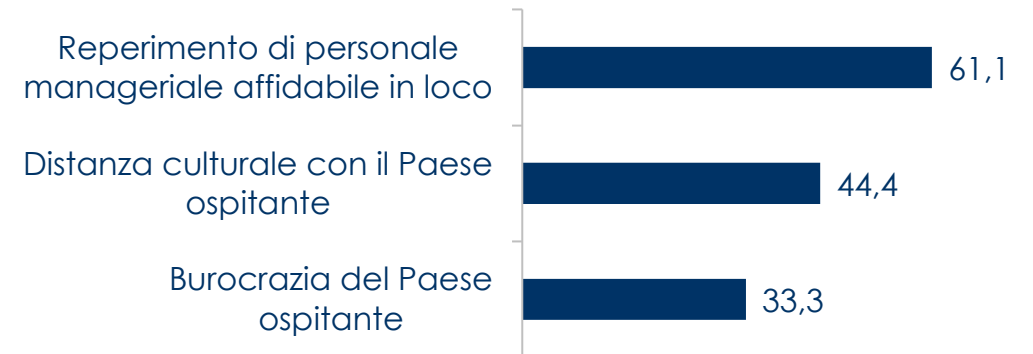 Reperimento di personale
manageriale affidabile in loco
61,1
Distanza culturale con il Paese
ospitante
44,4
Burocrazia del Paese
ospitante
33,3